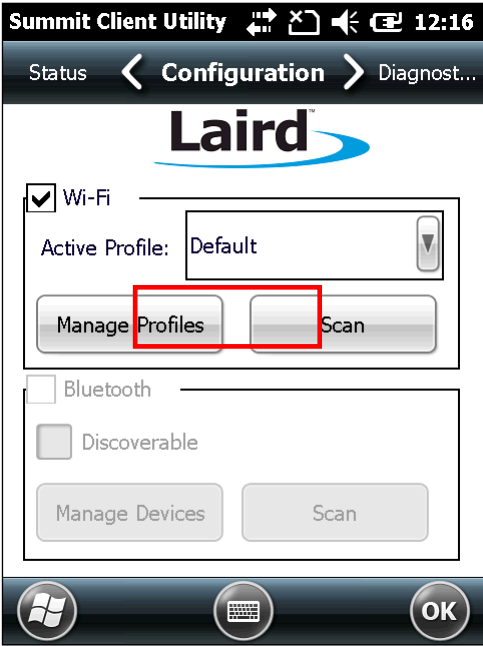 Summit Client Utility 12:16
Status Configuration Diagnost...
Laird™
Wi-Fi
Active Profile: Default
Manage Profiles Scan
Bluetooth
Discoverable
Manage Devices Scan
OK